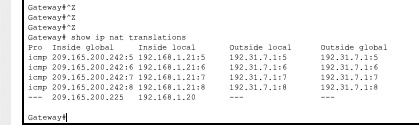 Gateway#^Z
Gateway#^Z
Gateway#^Z
Gateway# show ip nat translations
Pro Inside global Inside local Outside local Outside global
icmp 209.165.200.242:5 192.168.1.21:5 192.31.7.1:5 192.31.7.1:5
icmp 209.165.200.242:6 192.168.1.21:6 192.31.7.1:6 192.31.7.1:6
icmp 209.165.200.242:7 192.168.1.21:7 192.31.7.1:7 192.31.7.1:7
icmp 209.165.200.242:8 192.168.1.21:8 192.31.7.1:8 192.31.7.1:8
--- 209.165.200.225 192.168.1.20 --- ---
Gateway#